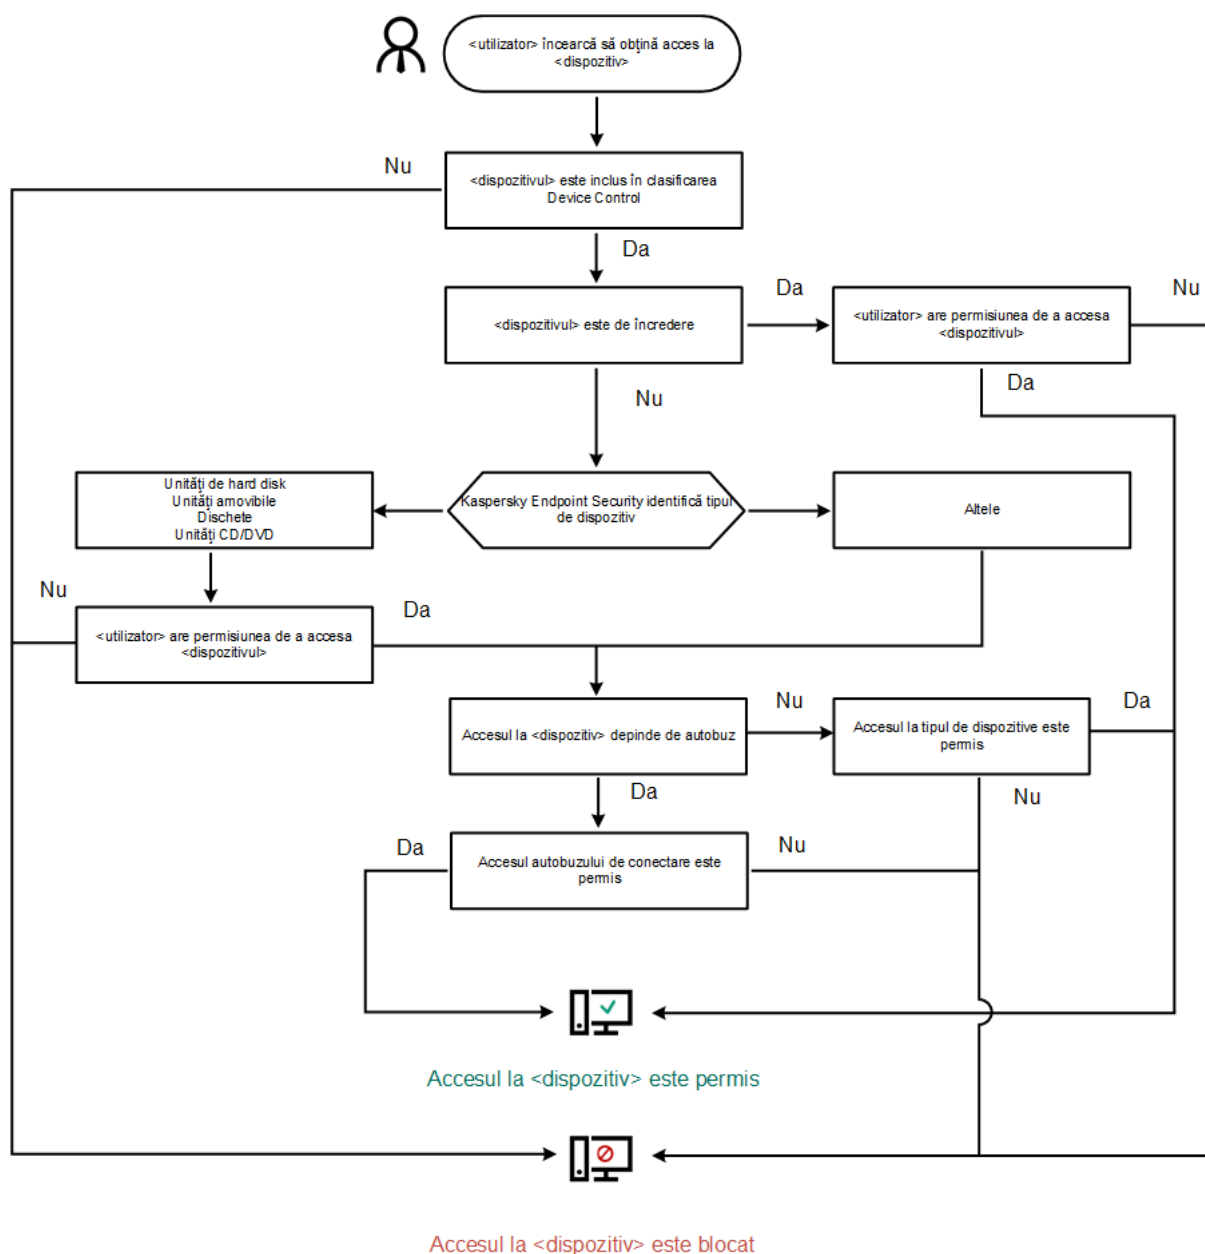 <utilizator> încearcă să obţină acces la
<dispozitiv>
Nu
<dispozitivul> este inclus în clasificarea
Device Control
Da
<dispozitivul> este de încredere
Da
<utilizator> are permisiunea de a accesa
<dispozitivul>
Nu
Nu
Da
Unităţi de hard disk
Unităţi amovibile
Dischete
Unităţi CD/DVD
Kaspersky Endpoint Security identifică tipul
de dispozitiv
Altele
Nu
<utilizator> are permisiunea de a accesa
<dispozitivul>
Da
Accesul la <dispozitiv> depinde de autobuz
Nu
Accesul la tipul de dispozitive este
permis
Da
Da
Nu
Da
Accesul autobuzului de conectare este
permis
Nu
Accesul la <dispozitiv> este permis
Accesul la <dispozitiv> este blocat